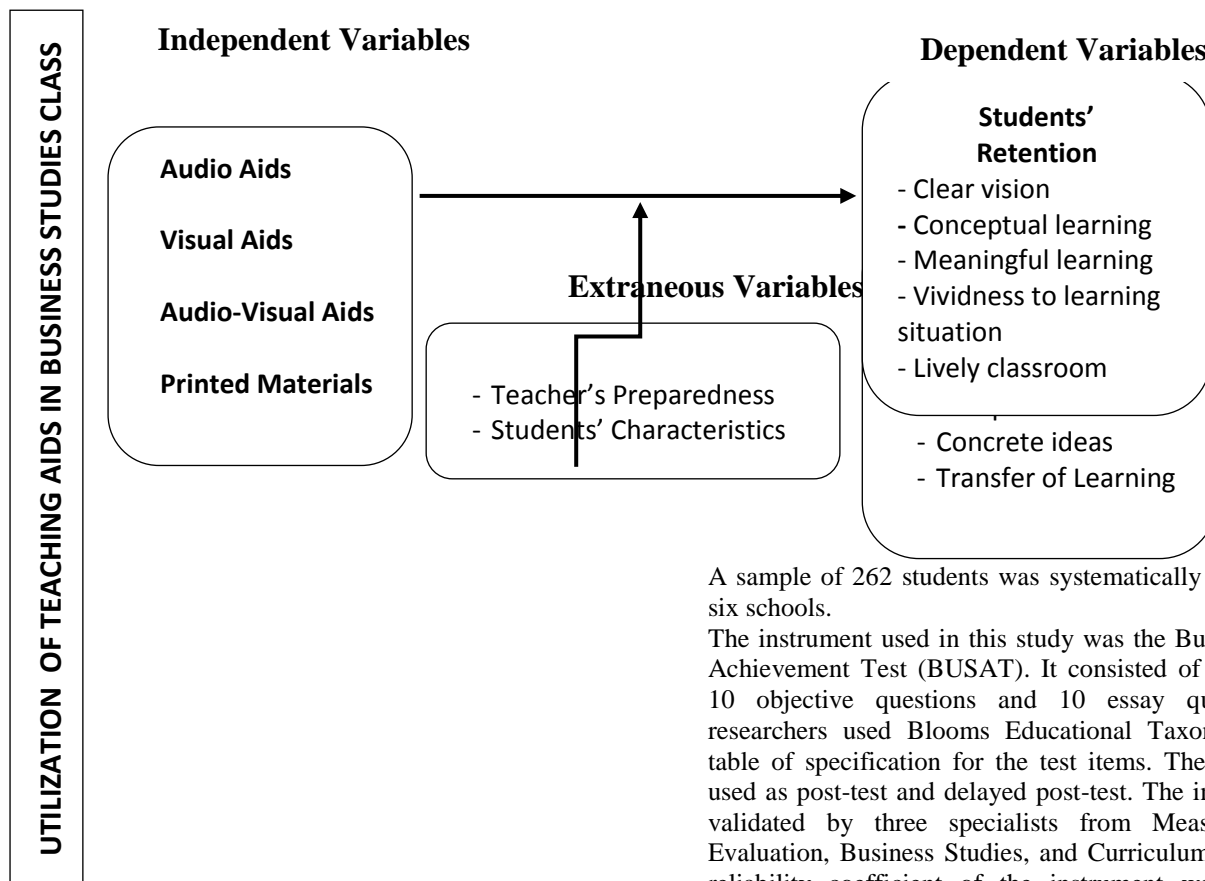 UTILIZATION OF TEACHING AIDS IN BUSINESS STUDIES CLASS
Independent Variables
Audio Aids
Visual Aids
Audio-Visual Aids
Printed Materials
Extraneous Variables
- Teacher's Preparedness
- Students' Characteristics
Dependent Variables
Students'
Retention
- Clear vision
- Conceptual learning
- Meaningful learning
- Vividness to learning
situation
- Lively classroom
- Concrete ideas
- Transfer of Learning
A sample of 262 students was systematically
six schools.
The instrument used in this study was the
Achievement Test (BUSAT). It consisted of
10 objective questions and 10 essay
researchers used Blooms Educational
table of specification for the test items. The
used as post-test and delayed post-test. The
validated by three specialists from
Evaluation, Business Studies, and Curriculum
reliability coefficient of the instrument